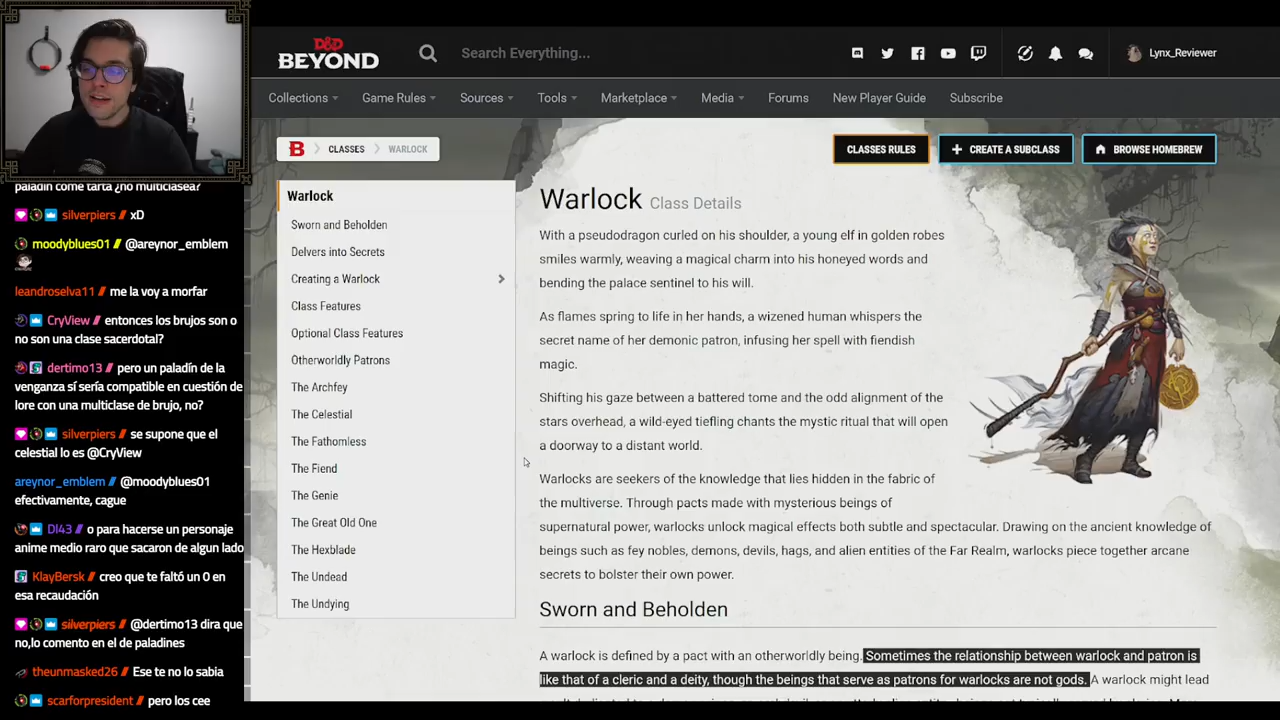 paladín come tarta ¿no multiclasea?
silverpiers // xD
moodyblues01 // @areynor_emblem
leandroselva11 // me la voy a morfar
CryView // entonces los brujos son o
no son una clase sacerdotal?
dertimo13 // pero un paladín de la
venganza sí sería compatible en cuestión de
lore con una multiclase de brujo, no?
silverpiers // se supone que el
celestial lo es @CryView
areynor_emblem // @moodyblues01
efectivamente, cague
Dl43 // o para hacerse un personaje
anime medio raro que sacaron de algun lado
KlayBersk // creo que te faltó un 0 en
esa recaudación
silverpiers // @dertimo13 dira que
no,lo comento en el de paladines
theunmasked26 // Ese te no lo sabia
scarforpresident // pero los cee
D&D
BEYOND
Search Everything...
Lynx_Reviewer
Collections
Game Rules
Sources
Tools
Marketplace
Media
Forums
New Player Guide
Subscribe
B
CLASSES
WARLOCK
CLASSES RULES
+ CREATE A SUBCLASS
BROWSE HOMEBREW
Warlock
Sworn and Beholden
Delvers into Secrets
Creating a Warlock
Class Features
Optional Class Features
Otherworldly Patrons
The Archfey
The Celestial
The Fathomless
The Fiend
The Genie
The Great Old One
The Hexblade
The Undead
The Undying
Warlock Class Details
With a pseudodragon curled on his shoulder, a young elf in golden robes
smiles warmly, weaving a magical charm into his honeyed words and
bending the palace sentinel to his will.
As flames spring to life in her hands, a wizened human whispers the
secret name of her demonic patron, infusing her spell with fiendish
magic.
Shifting his gaze between a battered tome and the odd alignment of the
stars overhead, a wild-eyed tiefling chants the mystic ritual that will open
a doorway to a distant world.
Warlocks are seekers of the knowledge that lies hidden in the fabric of
the multiverse. Through pacts made with mysterious beings of
supernatural power, warlocks unlock magical effects both subtle and spectacular. Drawing on the ancient knowledge of
beings such as fey nobles, demons, devils, hags, and alien entities of the Far Realm, warlocks piece together arcane
secrets to bolster their own power.
Sworn and Beholden
A warlock is defined by a pact with an otherworldly being. Sometimes the relationship between warlock and patron is
like that of a cleric and a deity, though the beings that serve as patrons for warlocks are not gods. A warlock might lead